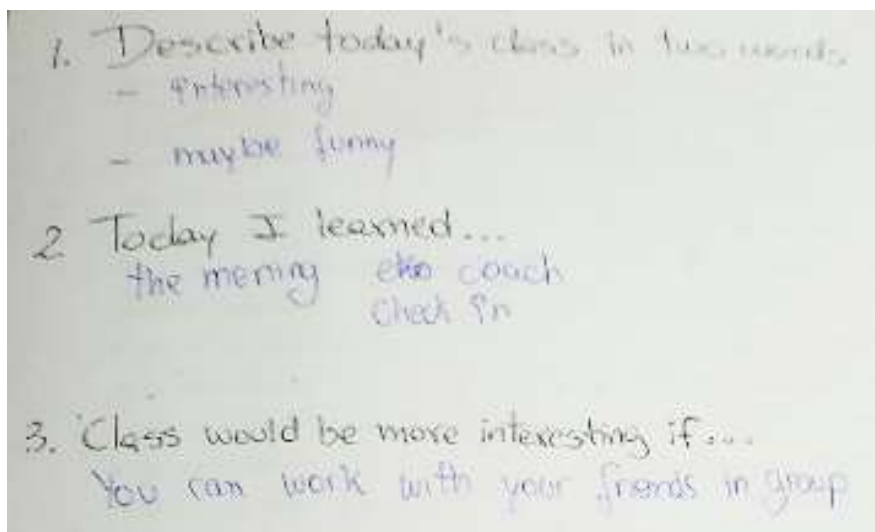 1. Describe today's class in two words
- interesting
- maybe funny
2 Today I learned...
the mening coach
Check in
3. Class would be more interesting if...
You can work with your friends in group